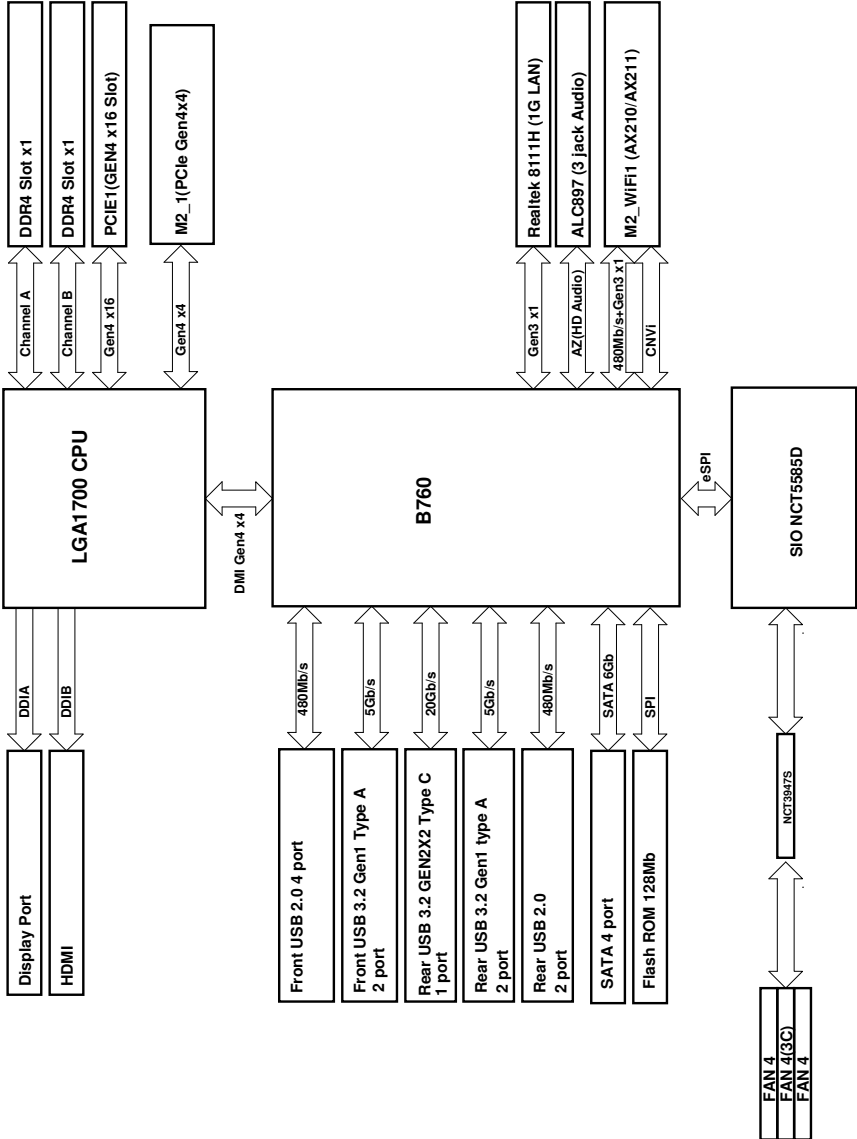 DDR4 Slot x1
DDR4 Slot x1
PCIE1(GEN4 x16 Slot)
M2_1(PCIe Gen4x4)
Channel A
Channel B
Gen4 x16
Gen4 x4
LGA1700 CPU
DDIA
DDIB
Display Port
HDMI
DMI Gen4 x4
Realtek 8111H (1G LAN)
ALC897 (3 jack Audio)
M2_WiFi1 (AX210/AX211)
Gen3 x1
AZ(HD Audio)
480Mb/s+Gen3 x1
CNVi
B760
480Mb/s
5Gb/s
20Gb/s
5Gb/s
480Mb/s
SATA 6Gb
SPI
Front USB 2.0 4 port
Front USB 3.2 Gen1 Type A
2 port
Rear USB 3.2 GEN2X2 Type C
1 port
Rear USB 3.2 Gen1 type A
2 port
Rear USB 2.0
2 port
SATA 4 port
Flash ROM 128Mb
eSPI
SIO NCT5585D
NCT3947S
FAN 4
FAN 4(3C)
FAN 4